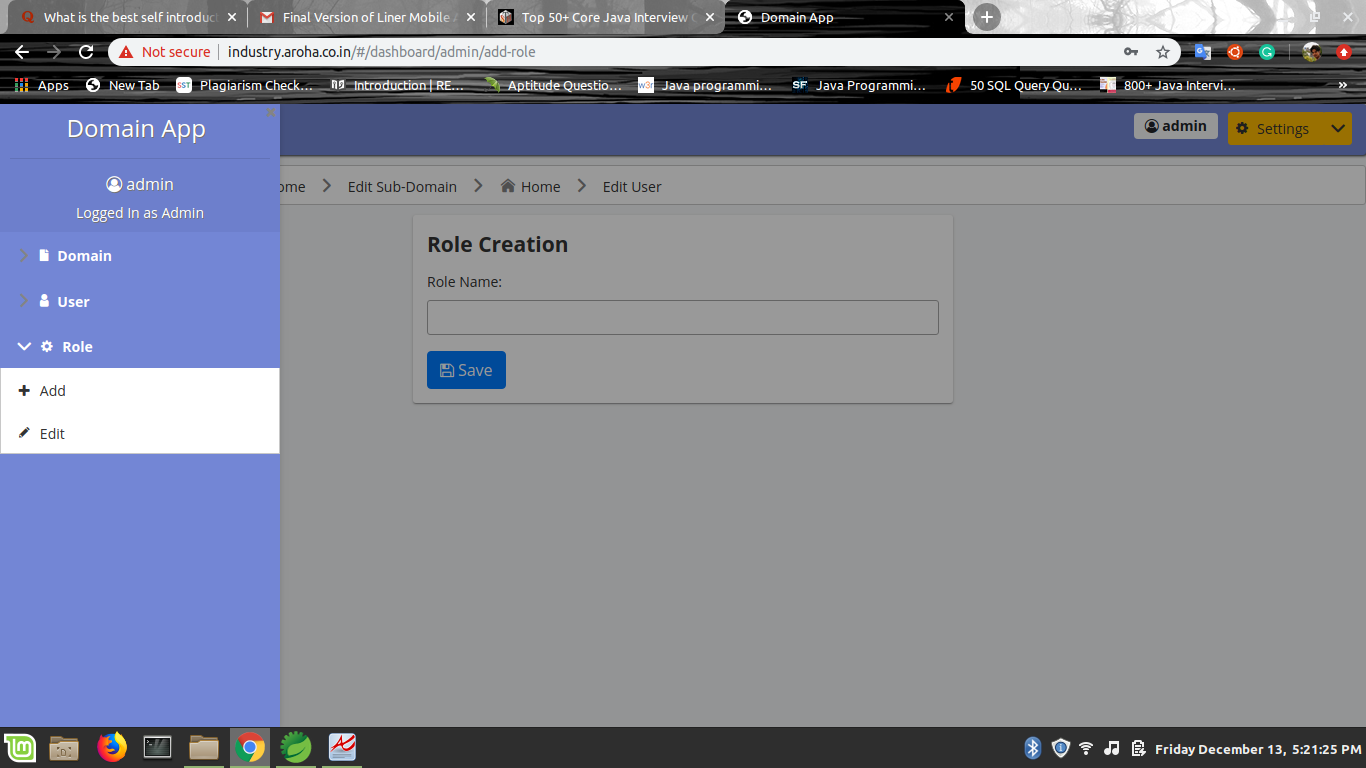 What is the best self introduc
Final Version of Liner Mobile
Top 50+ Core Java Interview
Domain App
Not secure
industry.aroha.co.in/#/dashboard/admin/add-role
Apps
New Tab
SST
Plagiarism Check…
Introduction | RE…
Aptitude Questio…
w3r
Java programmi…
SF
Java Programmi…
50 SQL Query Qu…
800+ Java Intervi…
»
Domain App
admin
Settings
admin
Logged In as Admin
ome
Edit Sub-Domain
Home
Edit User
Domain
User
Role
Add
Edit
Role Creation
Role Name:
Save
Friday December 13, 5:21:25 PM